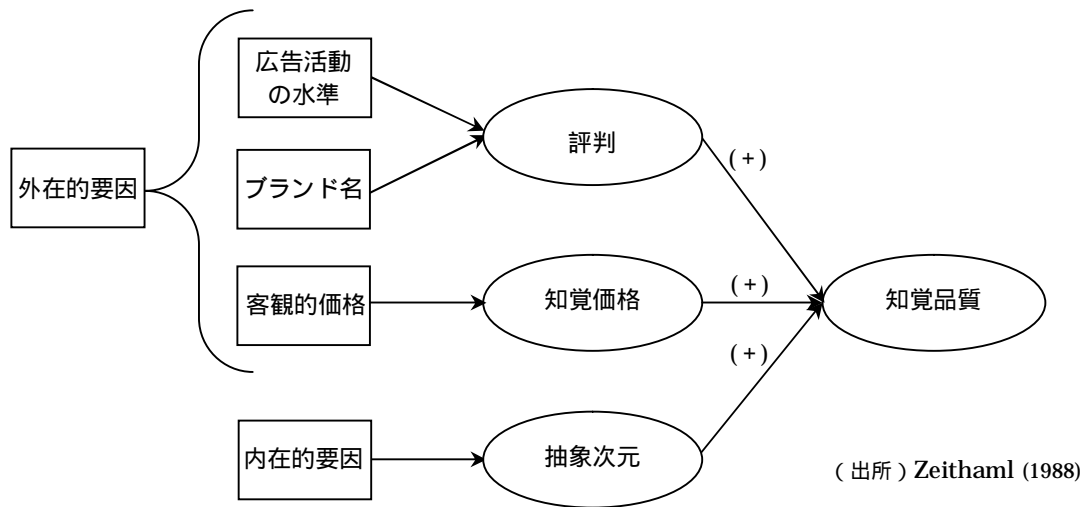 広告活動
の水準
評判
(+)
外在的要因
ブランド名
客観的価格
知覚価格
(+)
知覚品質
(+)
内在的要因
抽象次元
(出所) Zeithaml (1988)